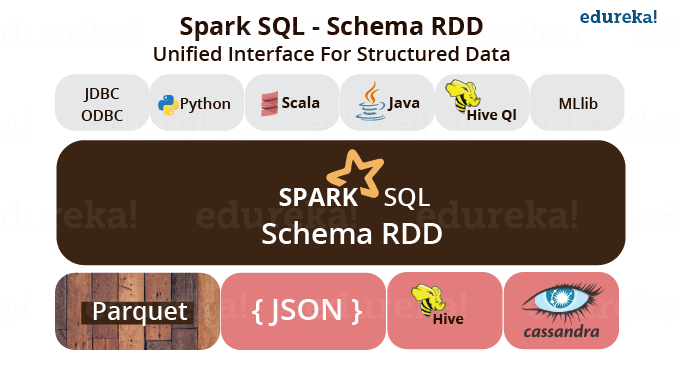 Spark SQL - Schema RDD
edureka!
Unified Interface For Structured Data
JDBC
ODBC
Python
Scala
Java
Hive Ql
MLlib
SPARK SQL
Schema RDD
edureka!
edureka!
edureka!
Parquet
{ JSON }
Hive
cassandra